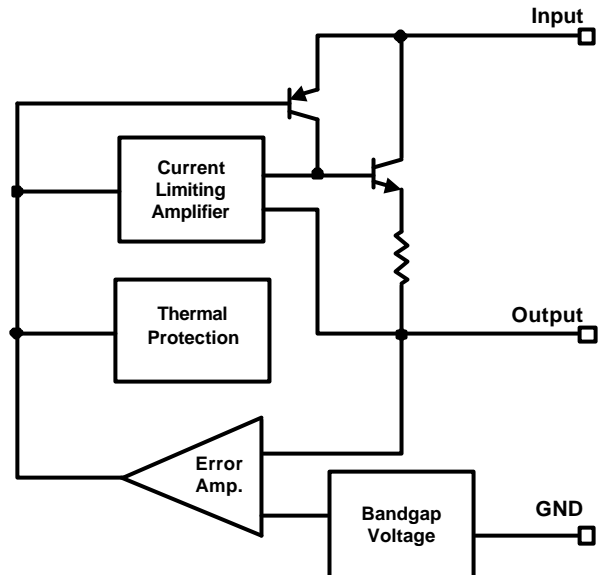 Input
Current
Limiting
Amplifier
Thermal
Protection
Output
Error
Amp.
Bandgap
Voltage
GND